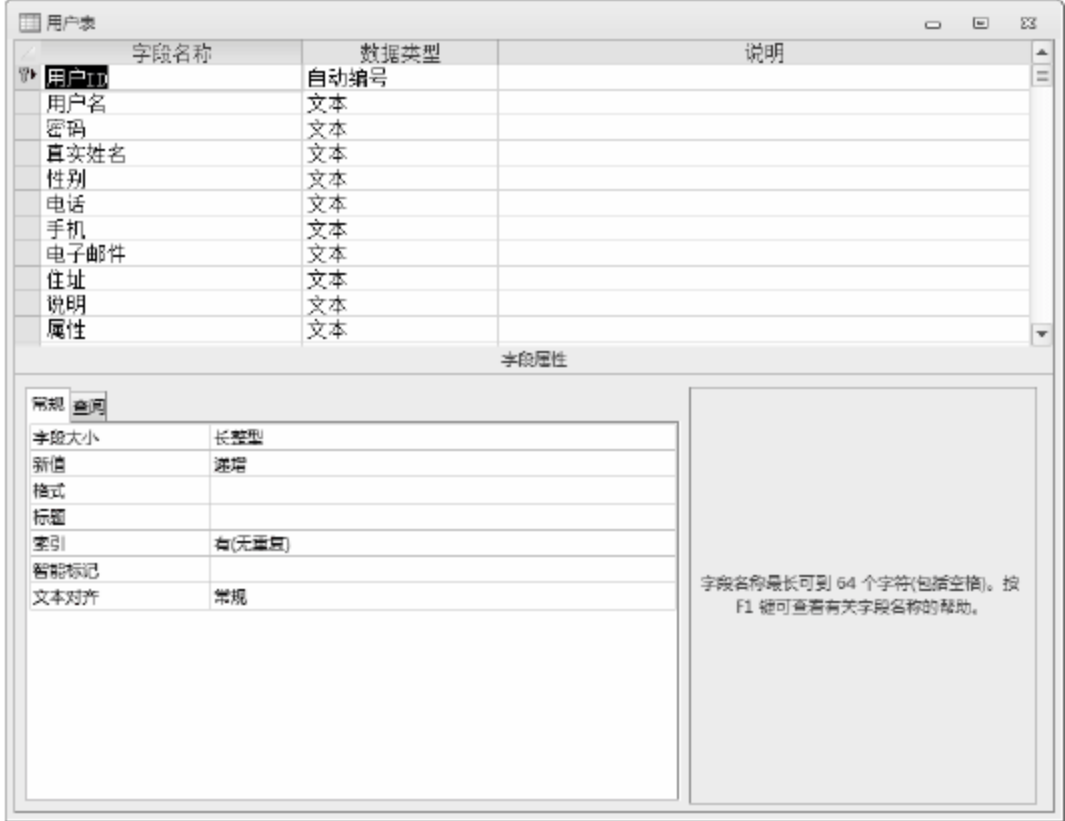 用户表
字段名称 数据类型 说明
用户ID 自动编号
用户名 文本
密码 文本
真实姓名 文本
性别 文本
电话 文本
手机 文本
电子邮件 文本
住址 文本
说明 文本
属性 文本
字段属性
常规 查阅
字段大小 长整型
新值 递增
格式
标题
索引 有(无重复)
智能标记
文本对齐 常规
字段名称最长可到 64 个字符(包括空格)。按
F1 键可查看有关字段名称的帮助。